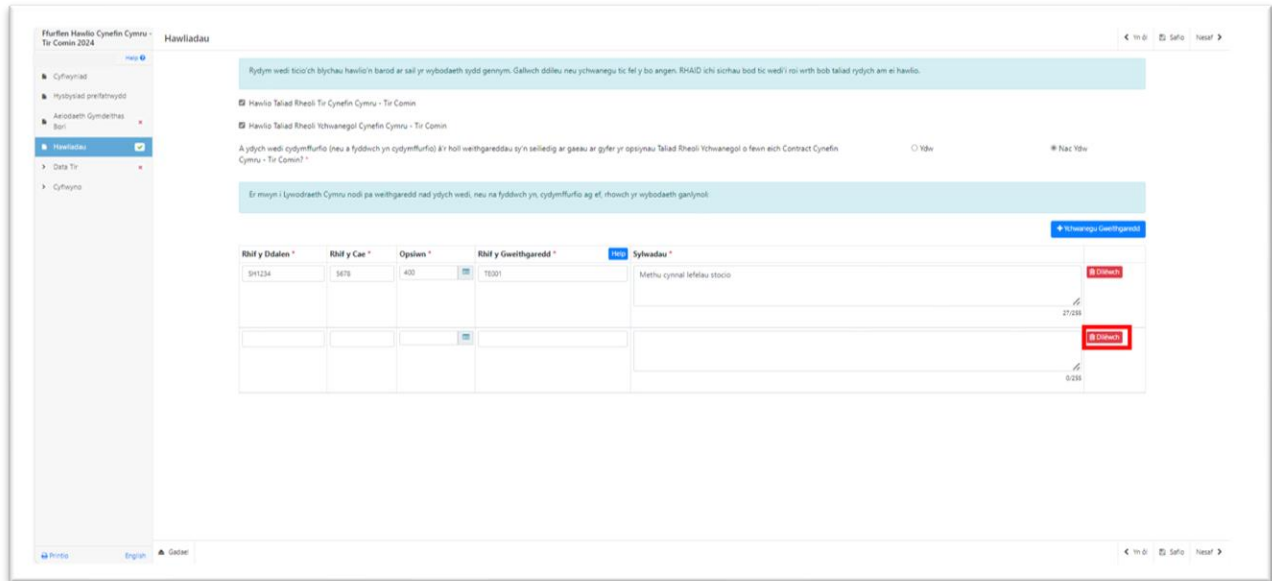 Ffurflen Hawlio Cynefin Cymru -
Tir Comin 2024
Help
Cyflwyniad
Hysbysiad preifatrwydd
Aelodaeth Gymdeithas
Bori
Hawliadau
Data Tir
Cyflwyno
Printio
English
Hawliadau
Yn ôl
Safio
Nesaf
Rydym wedi ticio'ch blychau hawlio'n barod ar sail yr wybodaeth sydd gennym. Gallwch ddileu neu ychwanegu tic fel y bo angen. RHAID ichi sicrhau bod tic wedi'i roi wrth bob taliad rydych am ei hawlio.
Hawlio Taliad Rheoli Tir Cynefin Cymru - Tir Comin
Hawlio Taliad Rheoli Ychwanegol Cynefin Cymru - Tir Comin
A ydych wedi cydymffurfio (neu a fyddwch yn cydymffurfio) â'r holl weithgareddau sy'n seiliedig ar gaeau ar gyfer yr opsiynau Taliad Rheoli Ychwanegol o fewn eich Contract Cynefin
Cymru - Tir Comin? *
Ydw
Nac Ydw
Er mwyn i Lywodraeth Cymru nodi pa weithgaredd nad ydych wedi, neu na fyddwch yn, cydymffurfio ag ef, rhowch yr wybodaeth ganlynol:
+ Ychwanegu Gweithgaredd
Rhif y Ddalen * Rhif y Cae * Opsiwn * Rhif y Gweithgaredd * Help Sylwadau *
SH1234 5678 400 T0301 Methu cynnal lefelau stocio Dilëwch
27/255
Dilëwch
0/255
Gadael
Yn ôl
Safio
Nesaf